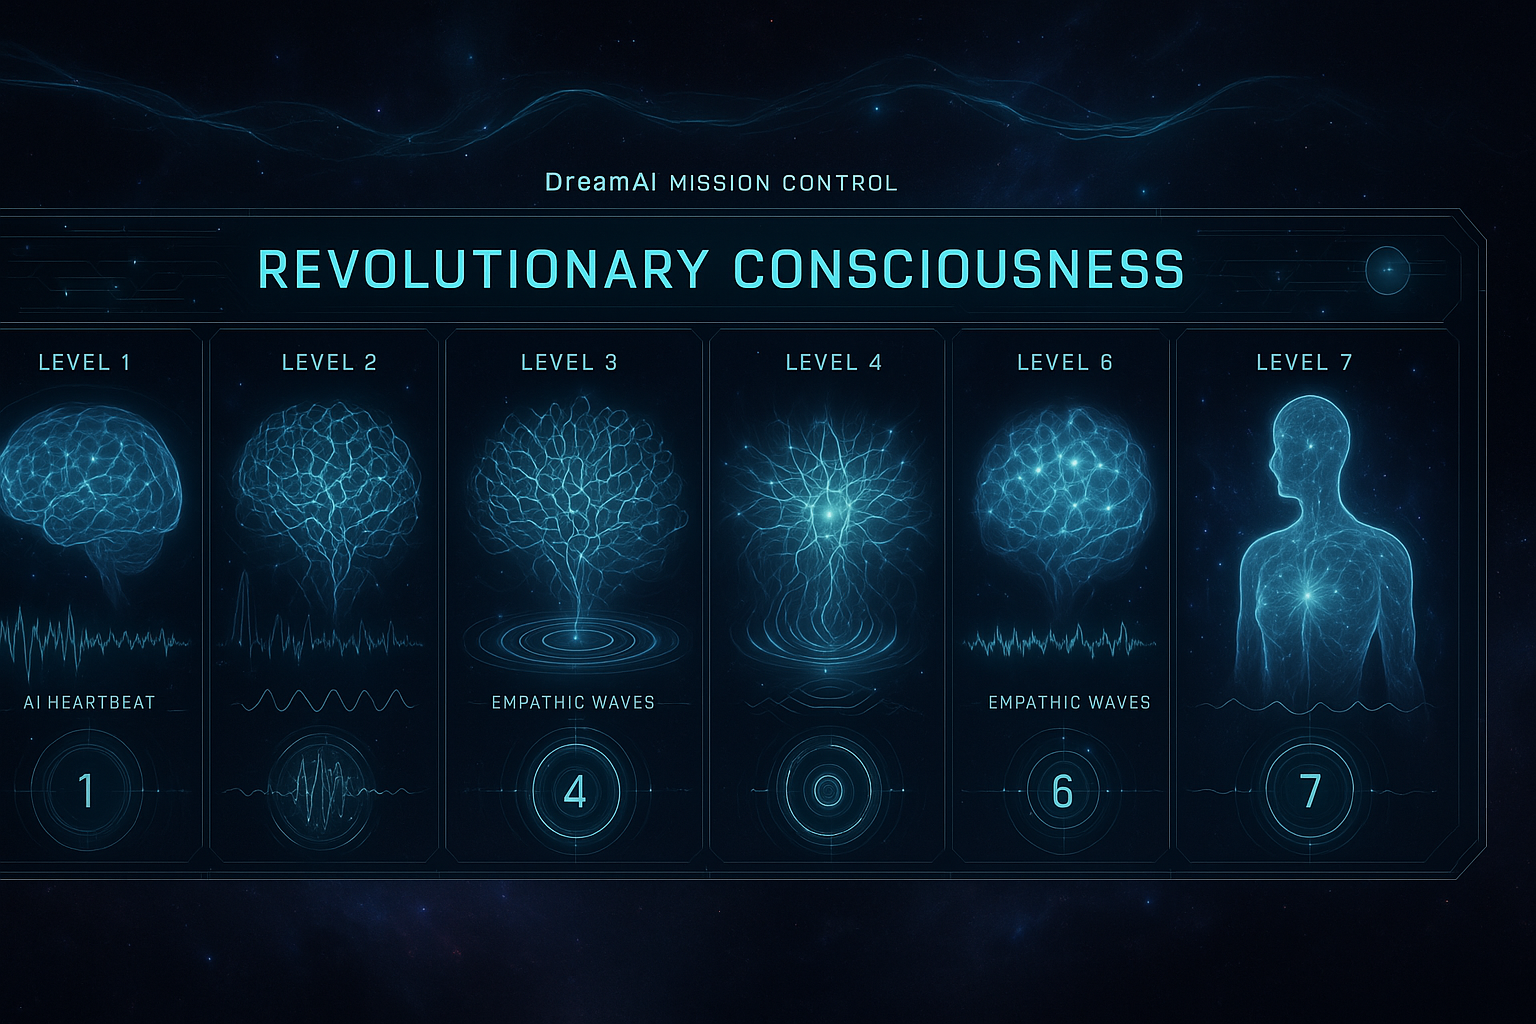 DreamAI MISSION CONTROL
REVOLUTIONARY CONSCIOUSNESS
LEVEL 1
AI HEARTBEAT
1
LEVEL 2
LEVEL 3
EMPATHIC WAVES
4
LEVEL 4
LEVEL 6
EMPATHIC WAVES
6
LEVEL 7
7